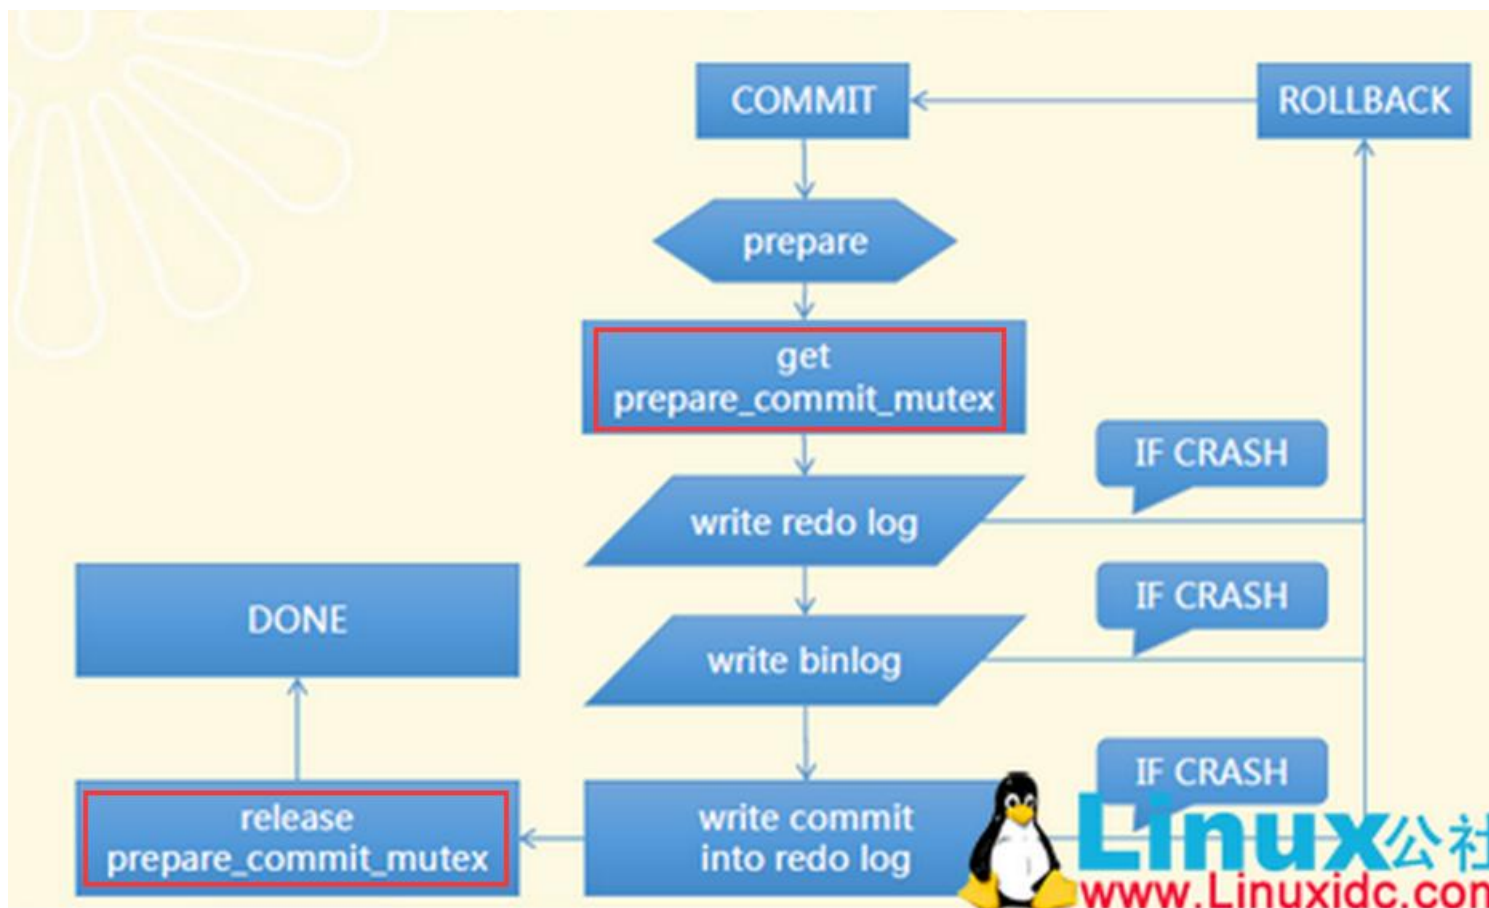 COMMIT
ROLLBACK
prepare
get
prepare_commit_mutex
IF CRASH
write redo log
IF CRASH
DONE
write binlog
IF CRASH
release
prepare_commit_mutex
write commit
into redo log
Linux公社
www.Linuxidc.com